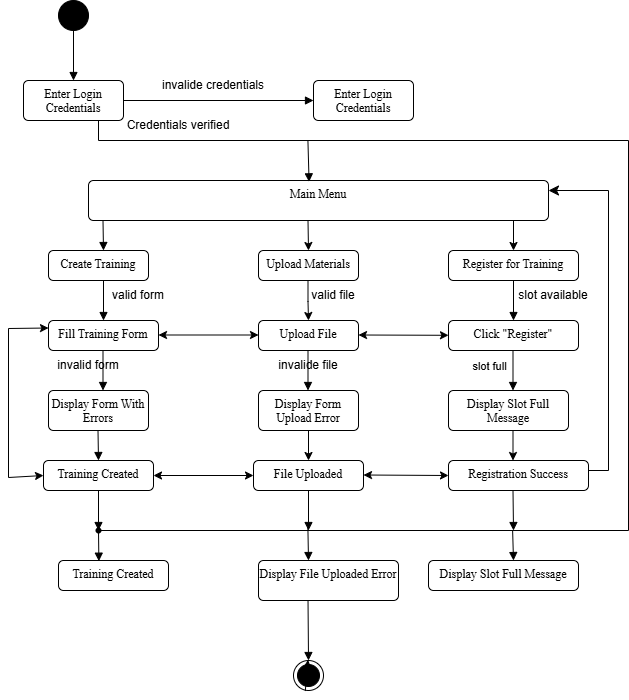 invalide credentials
Enter Login
Credentials
Enter Login
Credentials
Credentials verified
Main Menu
Create Training
Upload Materials
Register for Training
valid form
valid file
slot available
Fill Training Form
Upload File
Click "Register"
invalid form
invalide file
slot full
Display Form With
Errors
Display Form
Upload Error
Display Slot Full
Message
Training Created
File Uploaded
Registration Success
Training Created
Display File Uploaded Error
Display Slot Full Message